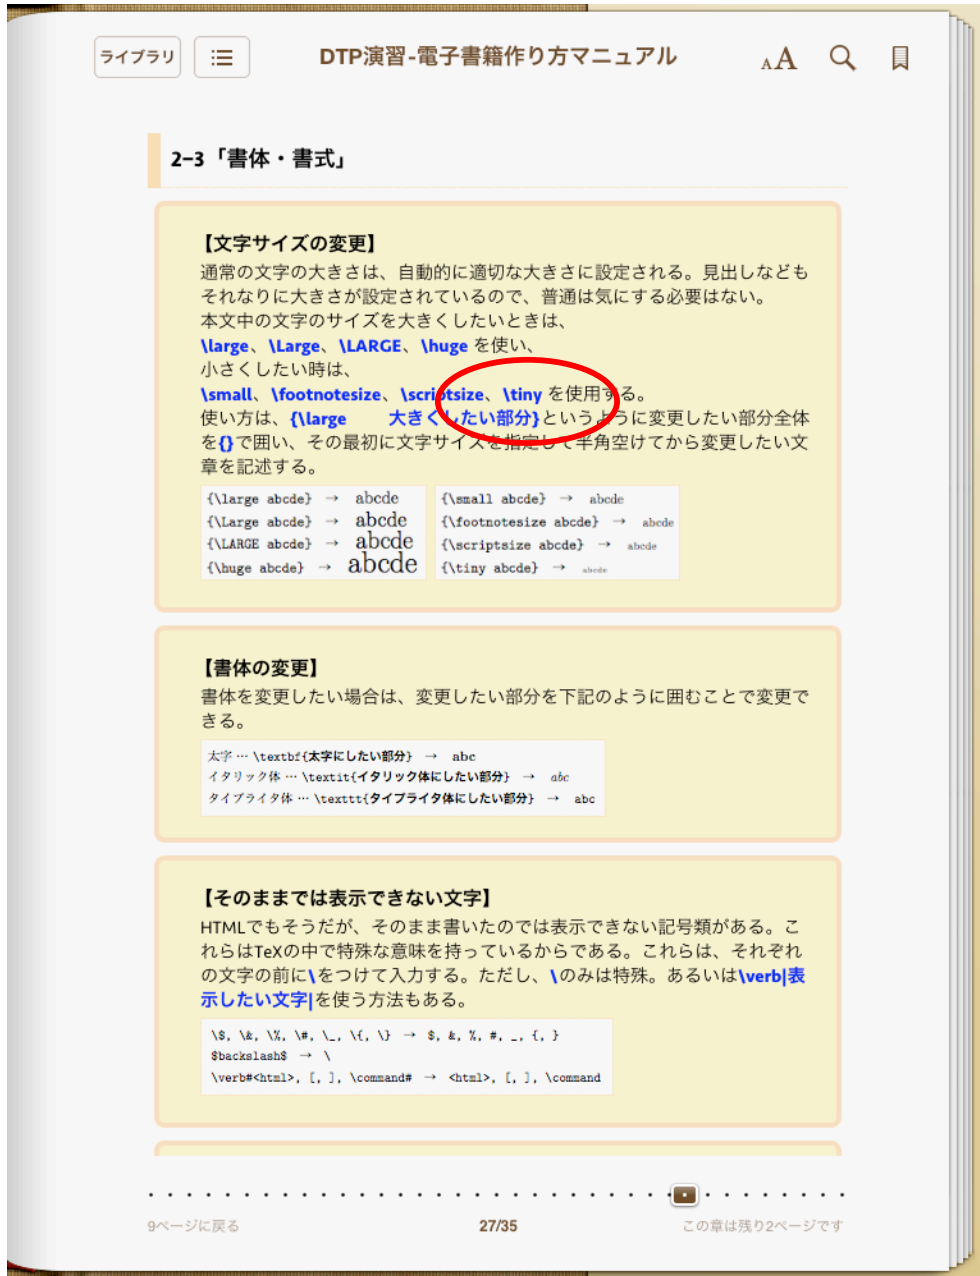 ライブラリ
DTP演習-電子書籍作り方マニュアル
AA
2-3「書体・書式」
【文字サイズの変更】
通常の文字の大きさは、自動的に適切な大きさに設定される。見出しなども
それなりに大きさが設定されているので、普通は気にする必要はない。
本文中の文字のサイズを大きくしたいときは、
\large、\Large、\LARGE、\huge を使い、
小さくしたい時は、
\small、\footnotesize、\scriptsize、\tiny を使用する。
使い方は、{\large 大きくしたい部分}というように変更したい部分全体
を{}で囲い、その最初に文字サイズを指定して半角空けてから変更したい文
章を記述する。
{\large abcde} → abcde
{\Large abcde} → abcde
{\LARGE abcde} → abcde
{\huge abcde} → abcde
{\small abcde} → abcde
{\footnotesize abcde} → abcde
{\scriptsize abcde} → abcde
{\tiny abcde} → abcde
【書体の変更】
書体を変更したい場合は、変更したい部分を下記のように囲むことで変更で
きる。
太字 … \textbf{太字にしたい部分} → abc
イタリック体 … \textit{イタリック体にしたい部分} → abc
タイプライタ体 … \texttt{タイプライタ体にしたい部分} → abc
【そのままでは表示できない文字】
HTMLでもそうだが、そのまま書いたのでは表示できない記号類がある。こ
れらはTeXの中で特殊な意味を持っているからである。これらは、それぞれ
の文字の前に\をつけて入力する。ただし、\のみは特殊。あるいは\verb|表
示したい文字|を使う方法もある。
\$, \&, \%, \#, \_, \{, \} → $, &, %, #, _, {, }
$backslash$ → \
\verb#<html>, [, ], \command# → <html>, [, ], \command
9ページに戻る
27/35
この章は残り2ページです